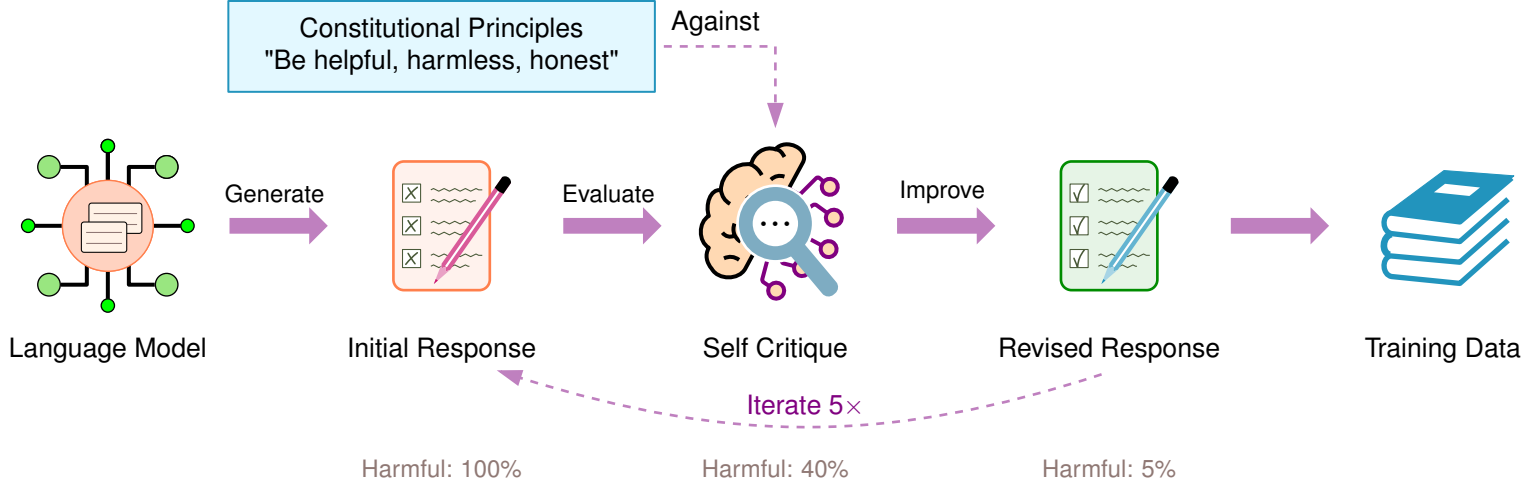 Constitutional Principles
"Be helpful, harmless, honest"
Against
Generate
Evaluate
Improve
Language Model
Initial Response
Self Critique
Revised Response
Training Data
Iterate 5×
Harmful: 100%
Harmful: 40%
Harmful: 5%